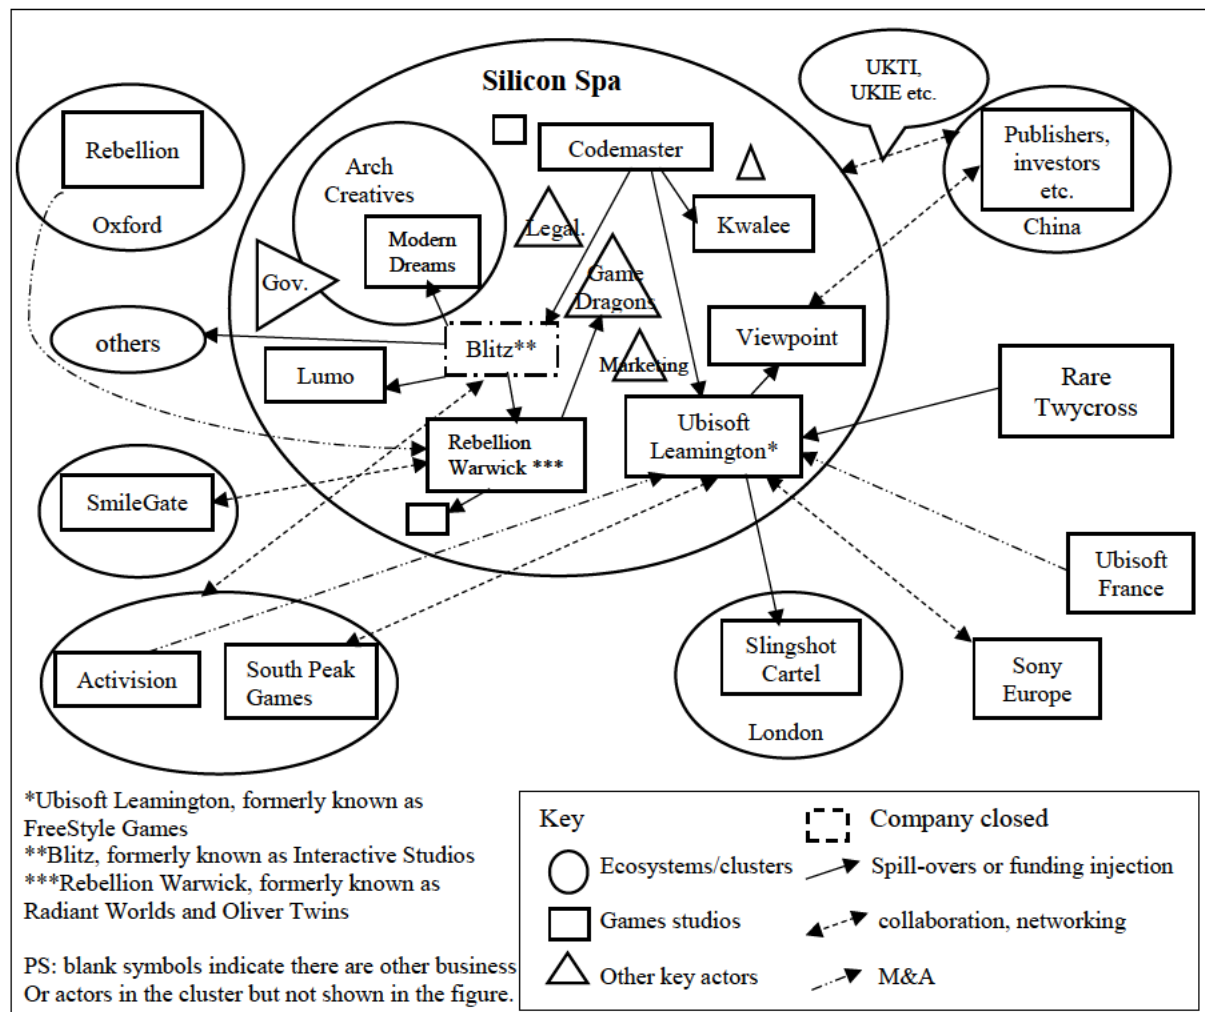 Silicon Spa
UKTI,
UKIE etc.
Rebellion
Oxford
Codemaster
Publishers,
investors
etc.
China
Arch
Creatives
Modern
Dreams
Legal.
Kwalee
Gov.
Game
Dragons
others
Blitz**
Viewpoint
Lumo
Marketing
Rare
Twycross
Rebellion
Warwick ***
Ubisoft
Leamington*
SmileGate
Ubisoft
France
Activision
South Peak
Games
Slingshot
Cartel
London
Sony
Europe
*Ubisoft Leamington, formerly known as
FreeStyle Games
**Blitz, formerly known as Interactive Studios
***Rebellion Warwick, formerly known as
Radiant Worlds and Oliver Twins
PS: blank symbols indicate there are other business
Or actors in the cluster but not shown in the figure.
Key
Company closed
Ecosystems/clusters
Spill-overs or funding injection
Games studios
collaboration, networking
Other key actors
M&A